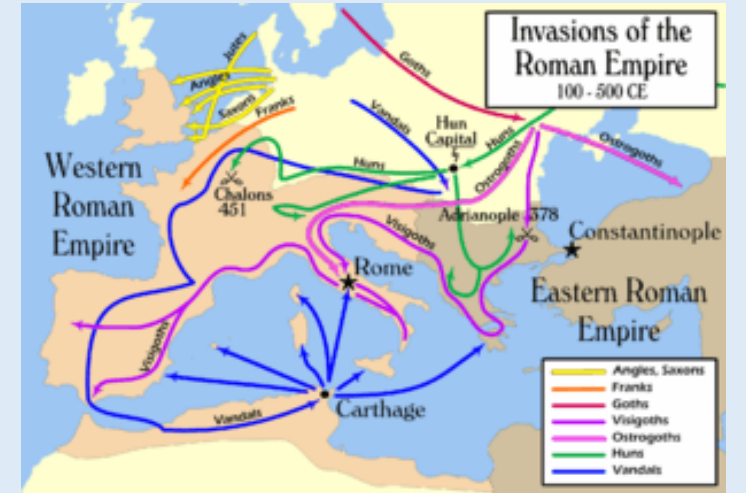 Invasions of the
Roman Empire
100 - 500 CE
Jutes
Angles
Saxons
Franks
Goths
Vandals
Hun
Capital
Huns
Ostrogoths
Ostrogoths
Huns
Western
Roman
Empire
Chalons
451
Adrianople 378
Visigoths
Constantinople
Rome
Eastern Roman
Empire
Visigoths
Vandals
Carthage
Angles, Saxons
Franks
Goths
Visigoths
Ostrogoths
Huns
Vandals